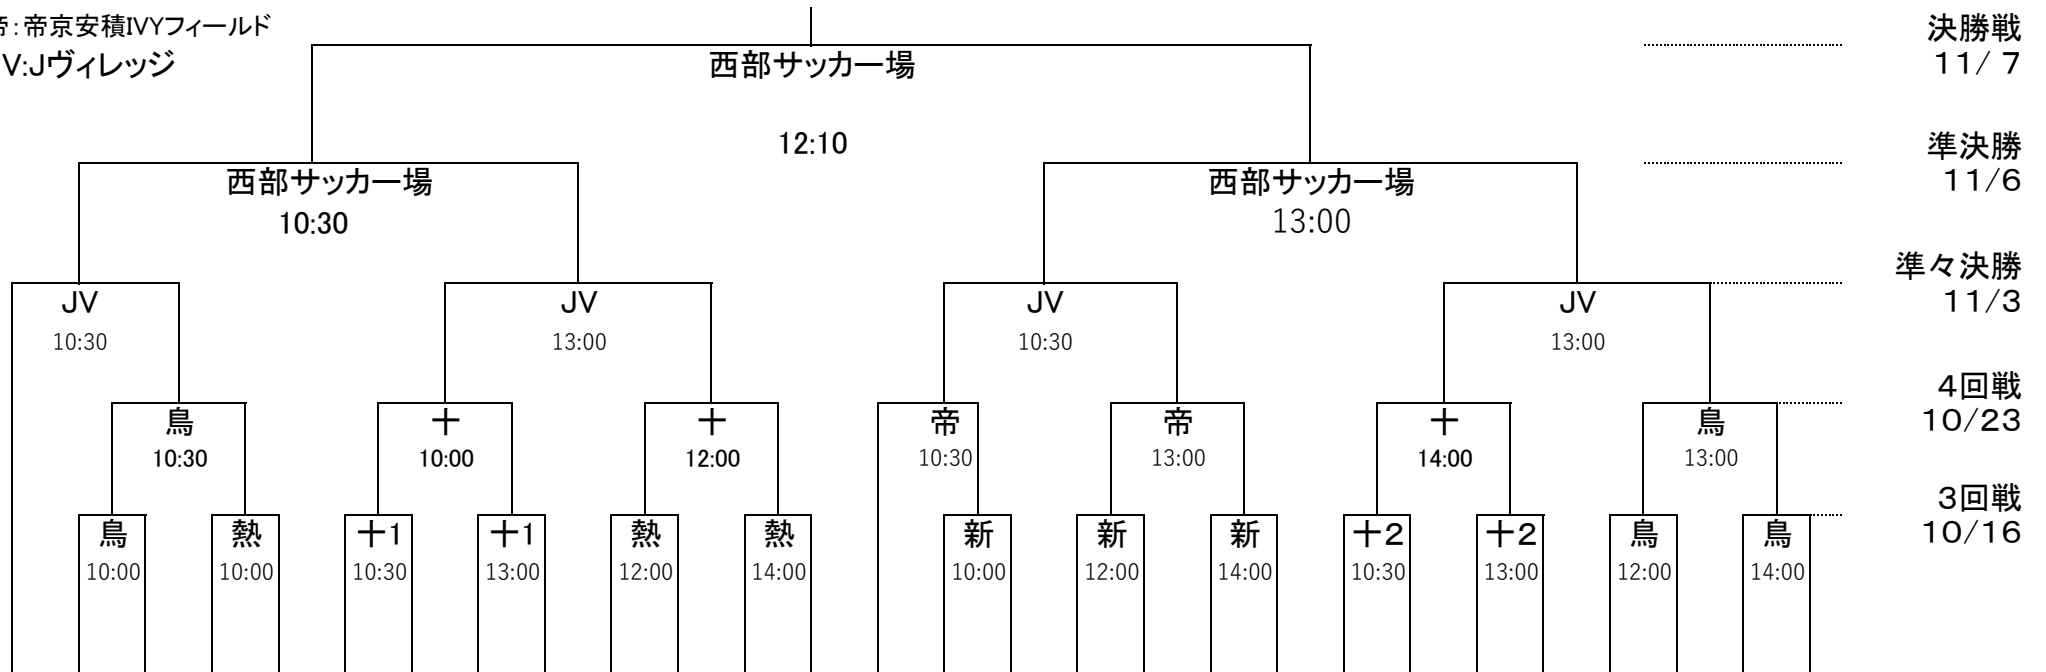 帝：帝京安積IVYフィールド
V:Jヴィレッジ
決勝戦
11/ 7
西部サッカー場
12:10
準決勝
11/6
西部サッカー場
西部サッカー場
10:30
13:00
準々決勝
11/3
JV
JV
JV
JV
10:30
13:00
10:30
13:00
4回戦
10/23
鳥
十
十
帝
帝
十
鳥
10:30
10:00
12:00
10:30
13:00
14:00
13:00
3回戦
10/16
鳥
熱
十1
十1
熱
熱
新
新
新
十2
十2
鳥
鳥
10:00
10:00
10:30
13:00
12:00
14:00
10:00
12:00
14:00
10:30
13:00
12:00
14:00